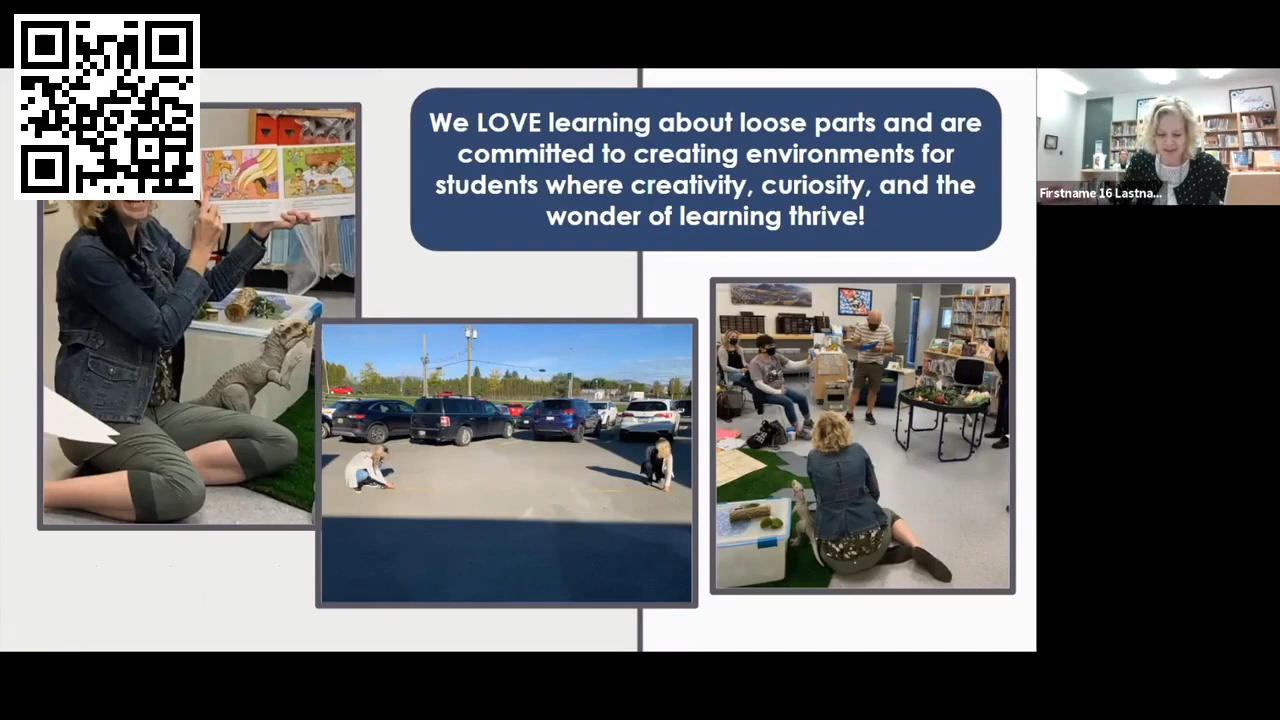 We LOVE learning about loose parts and are
committed to creating environments for
students where creativity, curiosity, and the
wonder of learning thrive!
Firstname 16 Lastna...